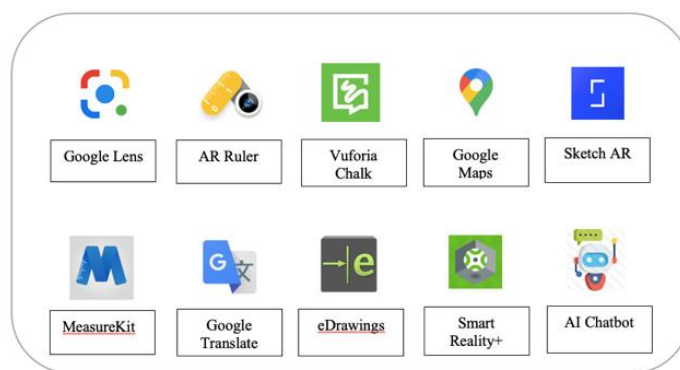 Google Lens
AR Ruler
Vuforia
Chalk
Google
Maps
Sketch AR
MeasureKit
Google
Translate
eDrawings
Smart
Reality+
AI Chatbot